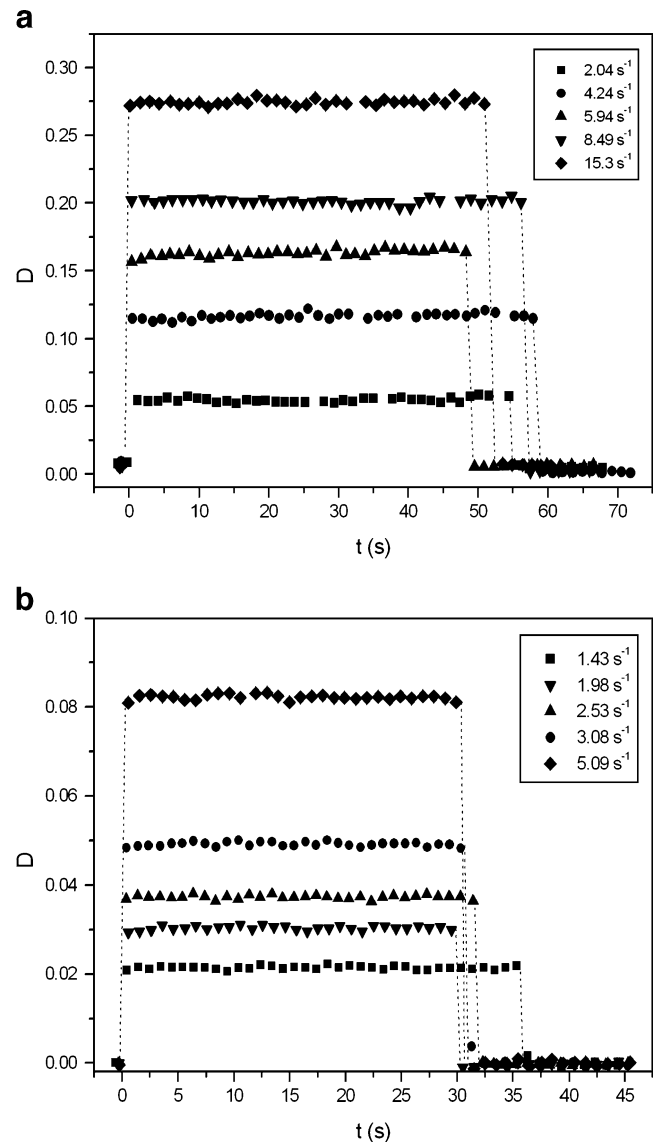 a
0.30
0.25
0.20
0.15
0.10
0.05
0.00
D
2.04 s⁻¹
4.24 s⁻¹
5.94 s⁻¹
8.49 s⁻¹
15.3 s⁻¹
0 10 20 30 40 50 60 70
t (s)
b
0.10
0.08
0.06
0.04
0.02
0.00
D
1.43 s⁻¹
1.98 s⁻¹
2.53 s⁻¹
3.08 s⁻¹
5.09 s⁻¹
0 5 10 15 20 25 30 35 40 45
t (s)